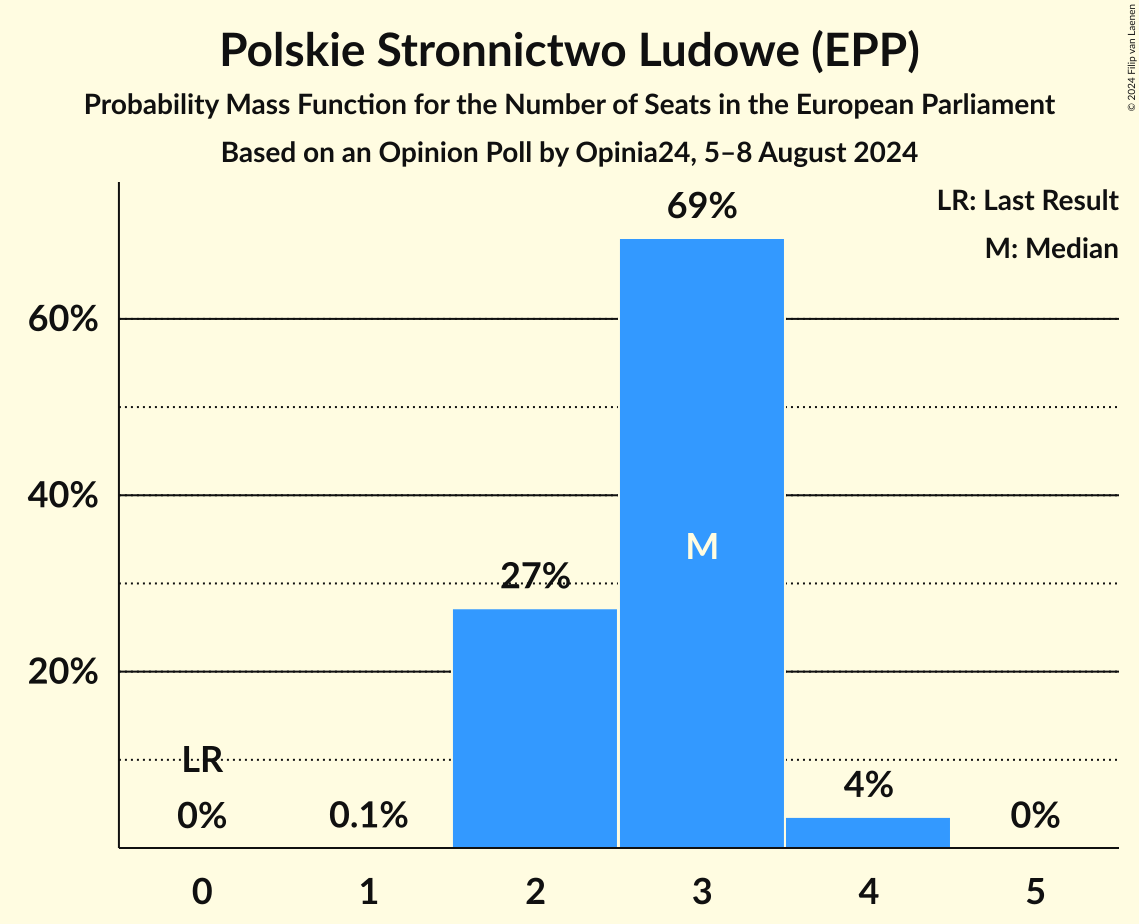 Polskie Stronnictwo Ludowe (EPP)
Probability Mass Function for the Number of Seats in the European Parliament
Based on an Opinion Poll by Opinia24, 5–8 August 2024
© 2024 Filip van Laenen
LR: Last Result
M: Median
69%
60%
40%
M
27%
20%
LR
4%
0%
0.1%
0%
0 1 2 3 4 5